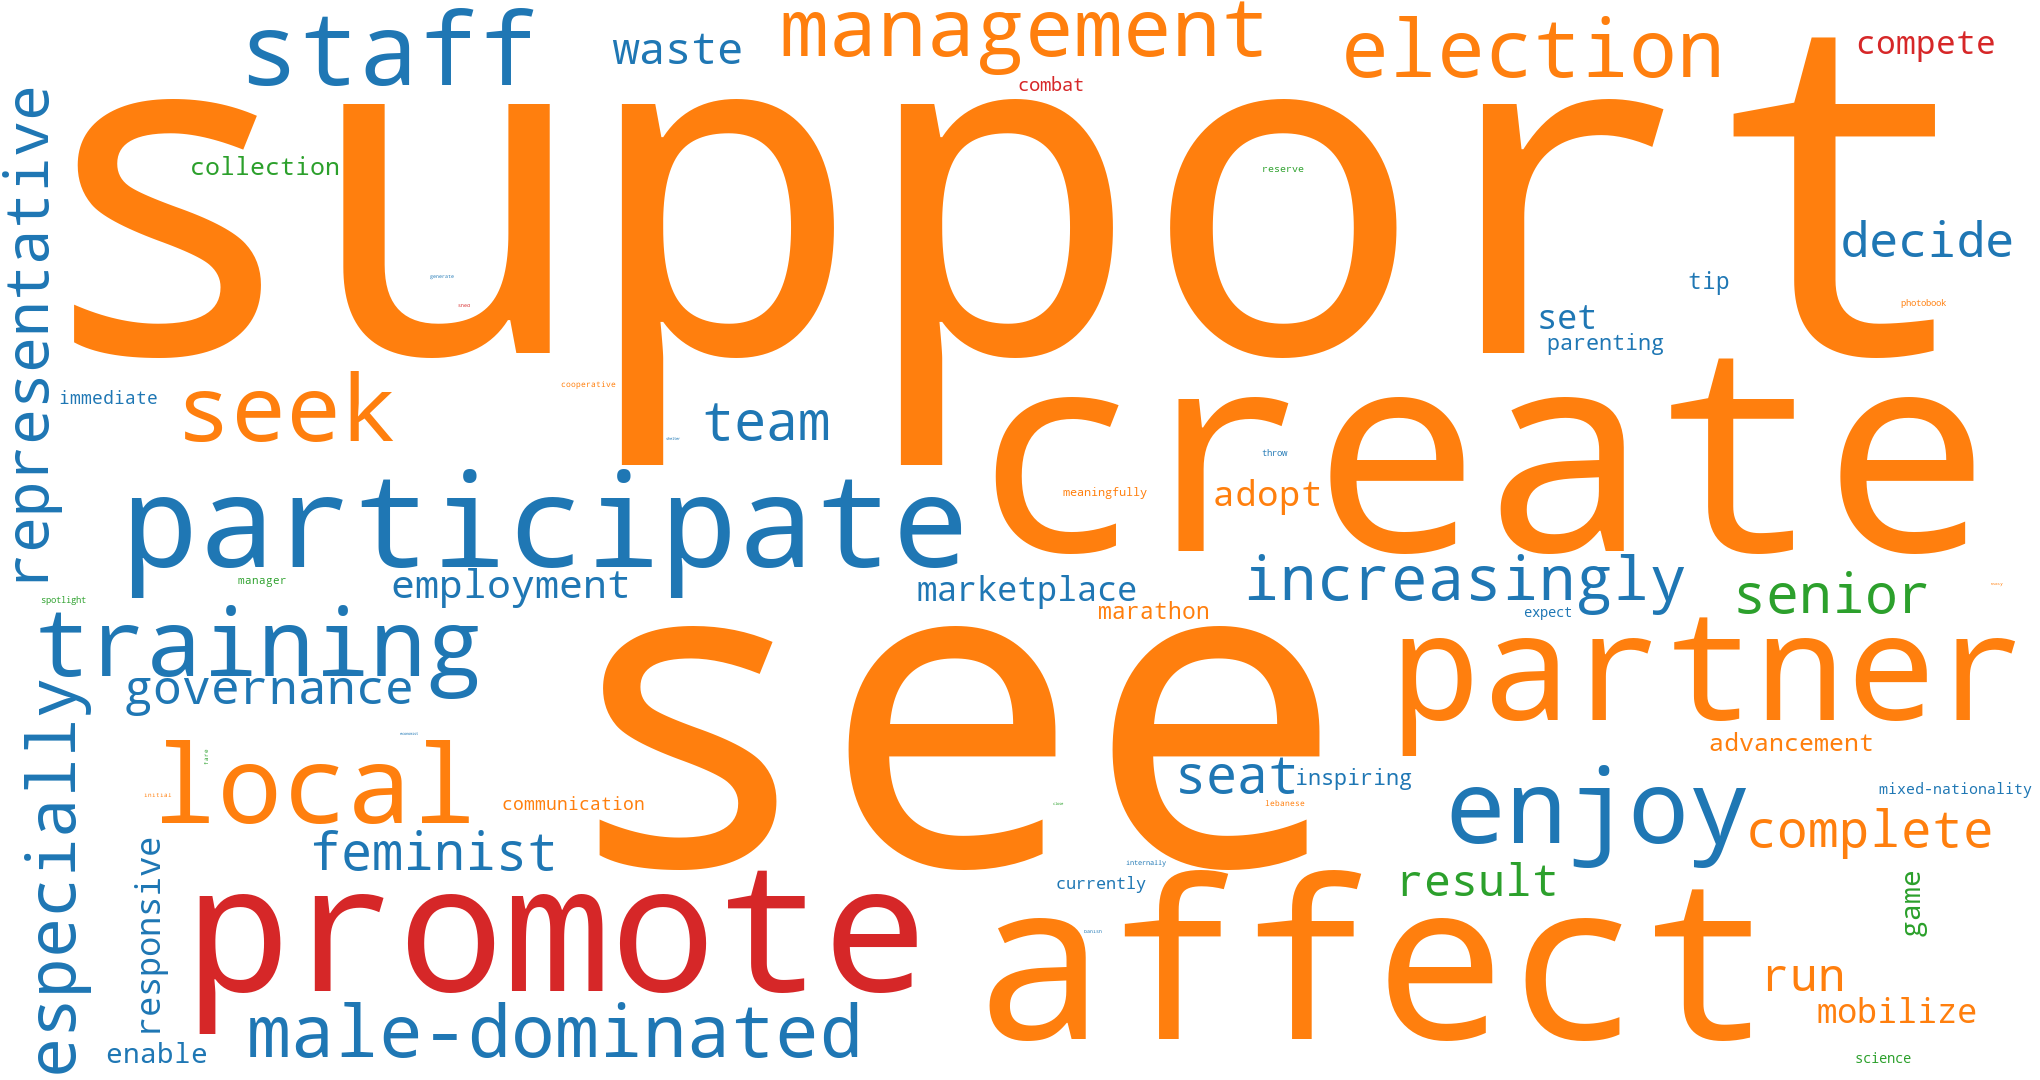 staff
waste
management
election
compete
combat
support
representative
collection
reserve
decide
tip
generate
shed
photobook
set
parenting
immediate
seek
cooperative
team
create
throw
meaningfully
adopt
participate
manager
employment
marketplace
increasingly
senior
spotlight
marathon
expect
training
see
partner
governance
especially
local
initial
communication
seat
inspiring
advancement
lebanese
enjoy
mixed-nationality
complete
feminist
responsive
internally
currently
result
game
promote
affect
danish
run
mobilize
male-dominated
enable
science